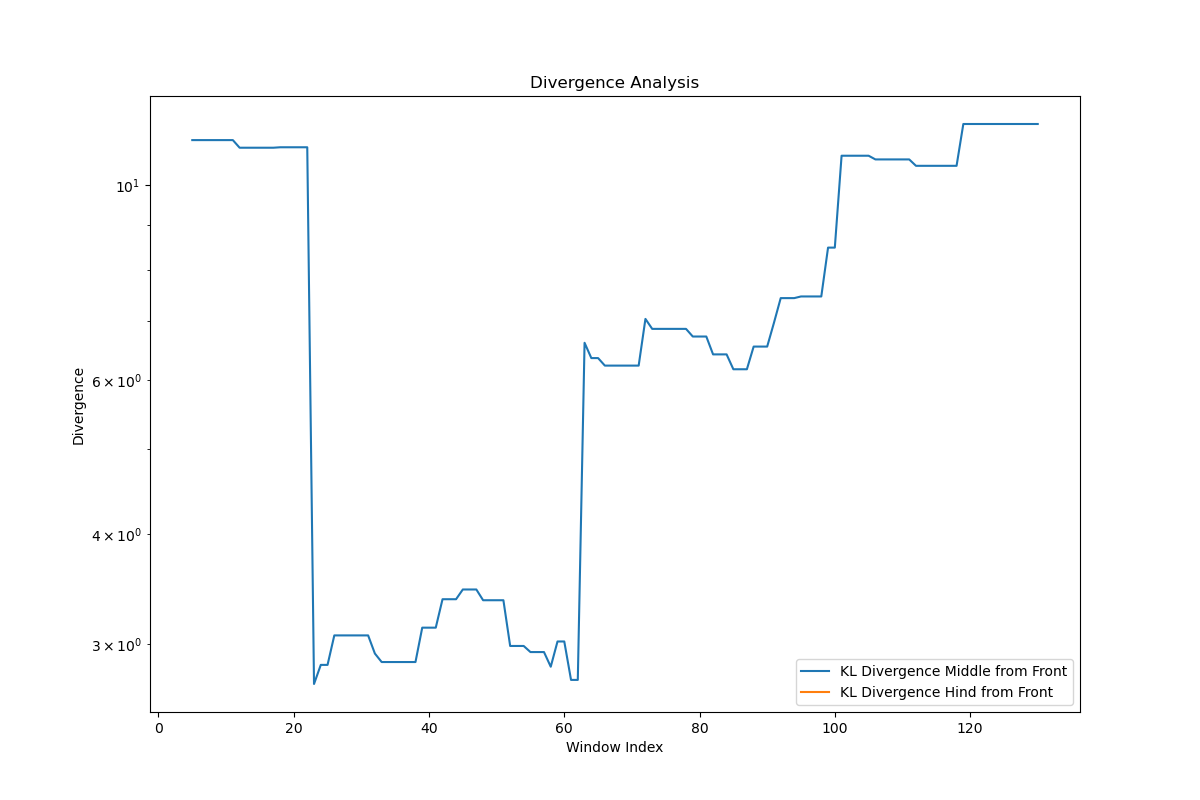 Divergence Analysis
Divergence
10¹
6 × 10⁰
4 × 10⁰
3 × 10⁰
KL Divergence Middle from Front
KL Divergence Hind from Front
0 20 40 60 80 100 120
Window Index